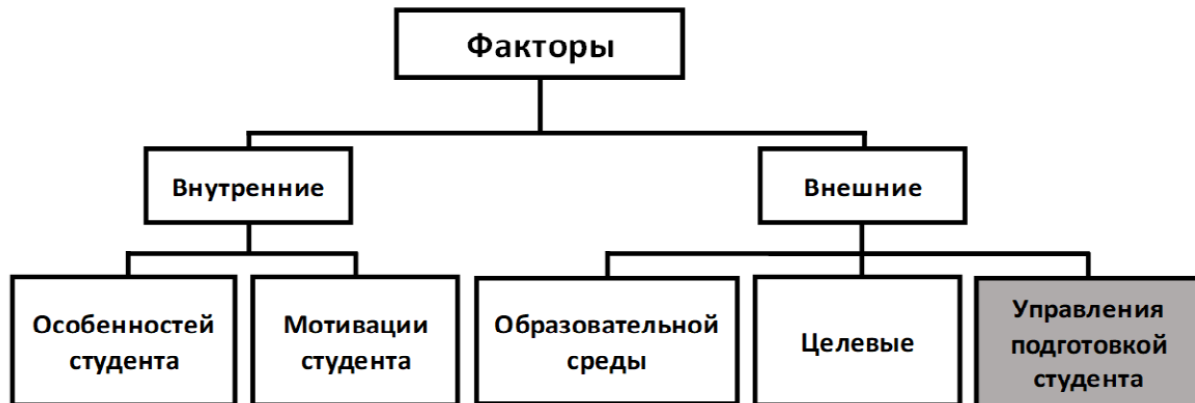 Факторы
Внутренние
Внешние
Особенностей
студента
Мотивации
студента
Образовательной
среды
Целевые
Управления
подготовкой
студента